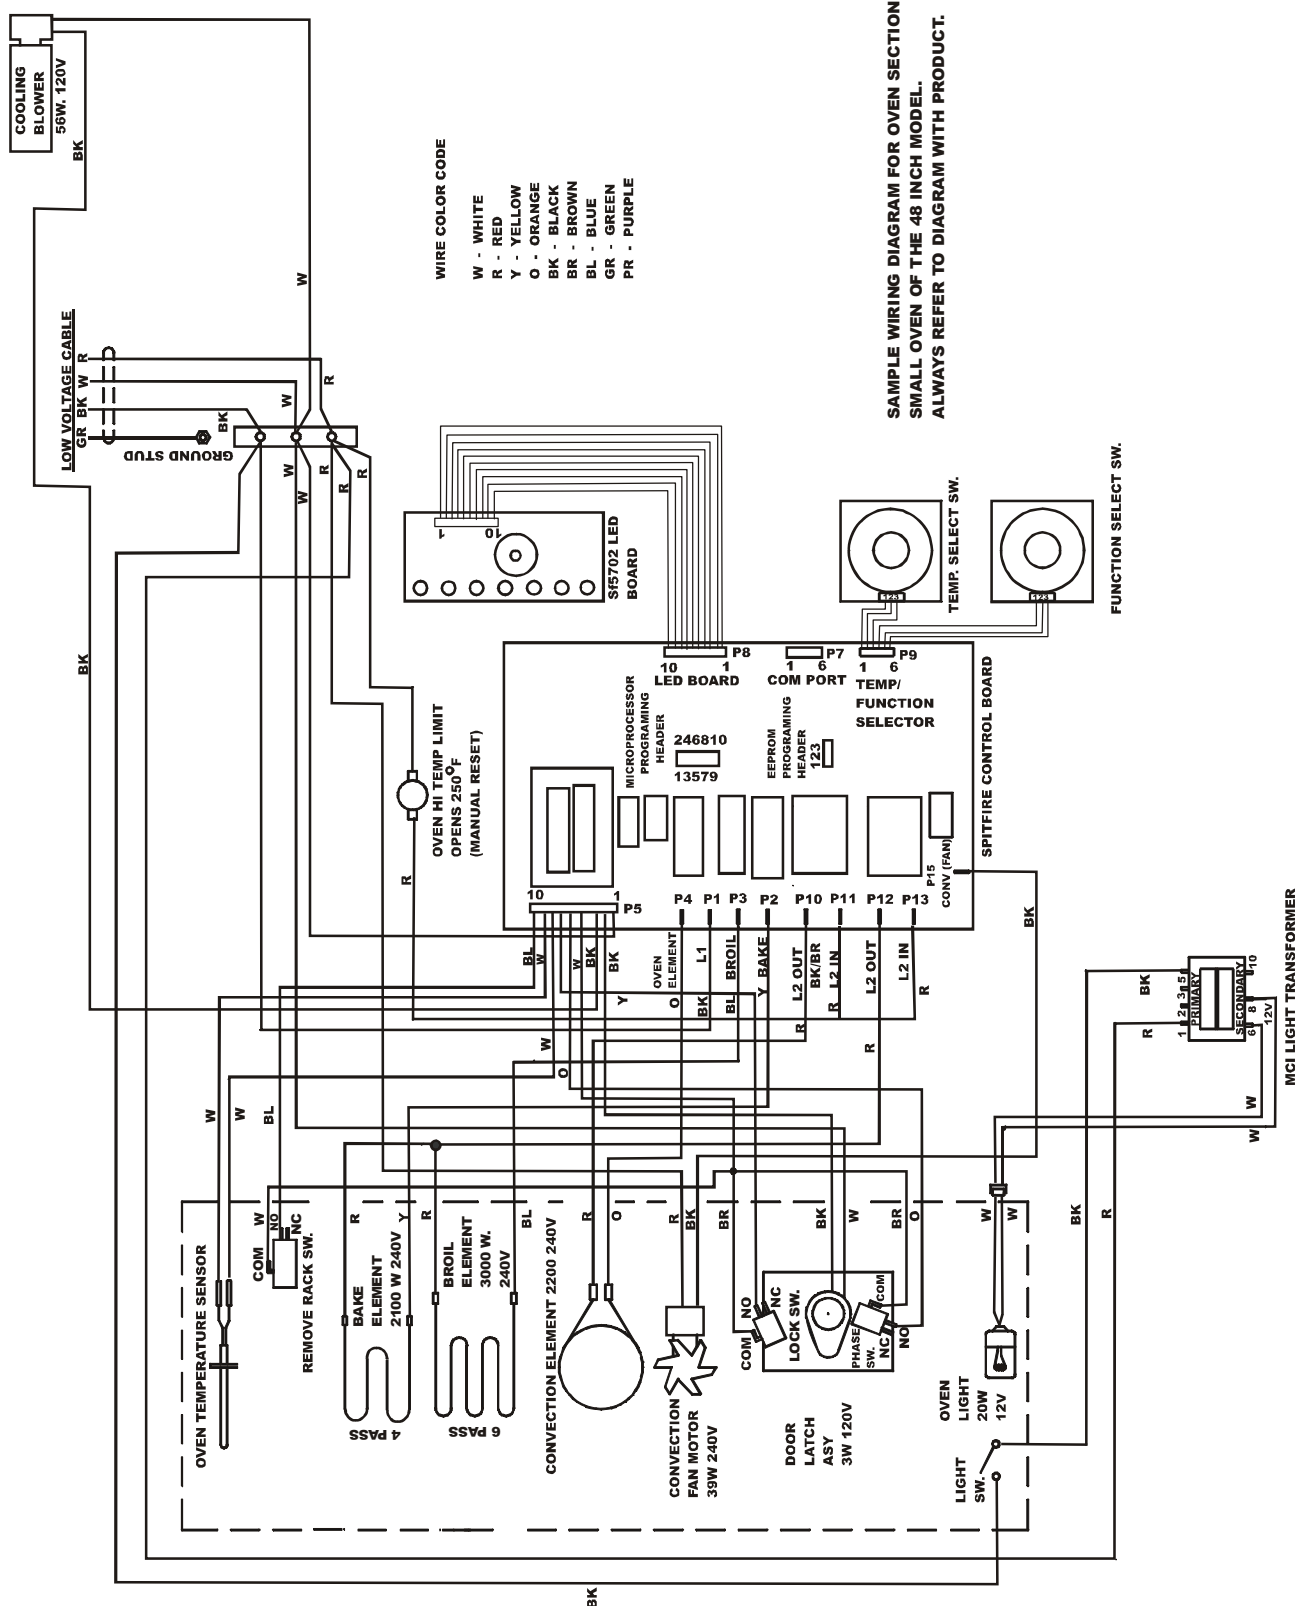 COOLING
BLOWER
56W. 120V
BK
W
BK
LOW VOLTAGE CABLE
GR BK W R
GROUND STUD
BK
W
R
W
W
R
R
R
WIRE COLOR CODE
W - WHITE
R - RED
Y - YELLOW
O - ORANGE
BK - BLACK
BR - BROWN
BL - BLUE
GR - GREEN
PR - PURPLE
SAMPLE WIRING DIAGRAM FOR OVEN SECTION
SMALL OVEN OF THE 48 INCH MODEL.
ALWAYS REFER TO DIAGRAM WITH PRODUCT.
1 10
Sf5702 LED
BOARD
123
TEMP. SELECT SW.
123
FUNCTION SELECT SW.
OVEN HI TEMP LIMIT
OPENS 250°F
(MANUAL RESET)
R
10 1 P8
LED BOARD
1 6 P7
COM PORT
1 6 P9
TEMP/
FUNCTION
SELECTOR
MICROPROCESSOR
PROGRAMING
HEADER
246810
13579
EEPROM
PROGRAMING
HEADER
123
SPITFIRE CONTROL BOARD
10 1 P5
P4 P1 P3 P2 P10 P11 P12 P13
P15
CONV (FAN)
BL
W
W
BK
BK
Y
OVEN
ELEMENT
O
L1
BK
BROIL
BL
BAKE
Y
L2 OUT
BK/BR
R
L2 IN
R
L2 OUT
R
L2 IN
R
BK
W
O
W
W
BL
MCI LIGHT TRANSFORMER
PRIMARY
1 2 3 5
SECONDARY
6 8 10
12V
BK
R
W
W
OVEN TEMPERATURE SENSOR
COM
W
NO
NC
REMOVE RACK SW.
R
Y
BAKE
ELEMENT
2100 W 240V
4 PASS
R
BL
BROIL
ELEMENT
3000 W.
240V
6 PASS
CONVECTION ELEMENT 2200 240V
R
O
R
BK
CONVECTION
FAN MOTOR
39W 240V
BR
COM
NO
NC
LOCK SW.
BK
W
BR
O
PHASE
SW.
COM
NC
NO
DOOR
LATCH
ASY
3W 120V
W
W
OVEN
LIGHT
20W
12V
LIGHT
SW.
BK
R
BK